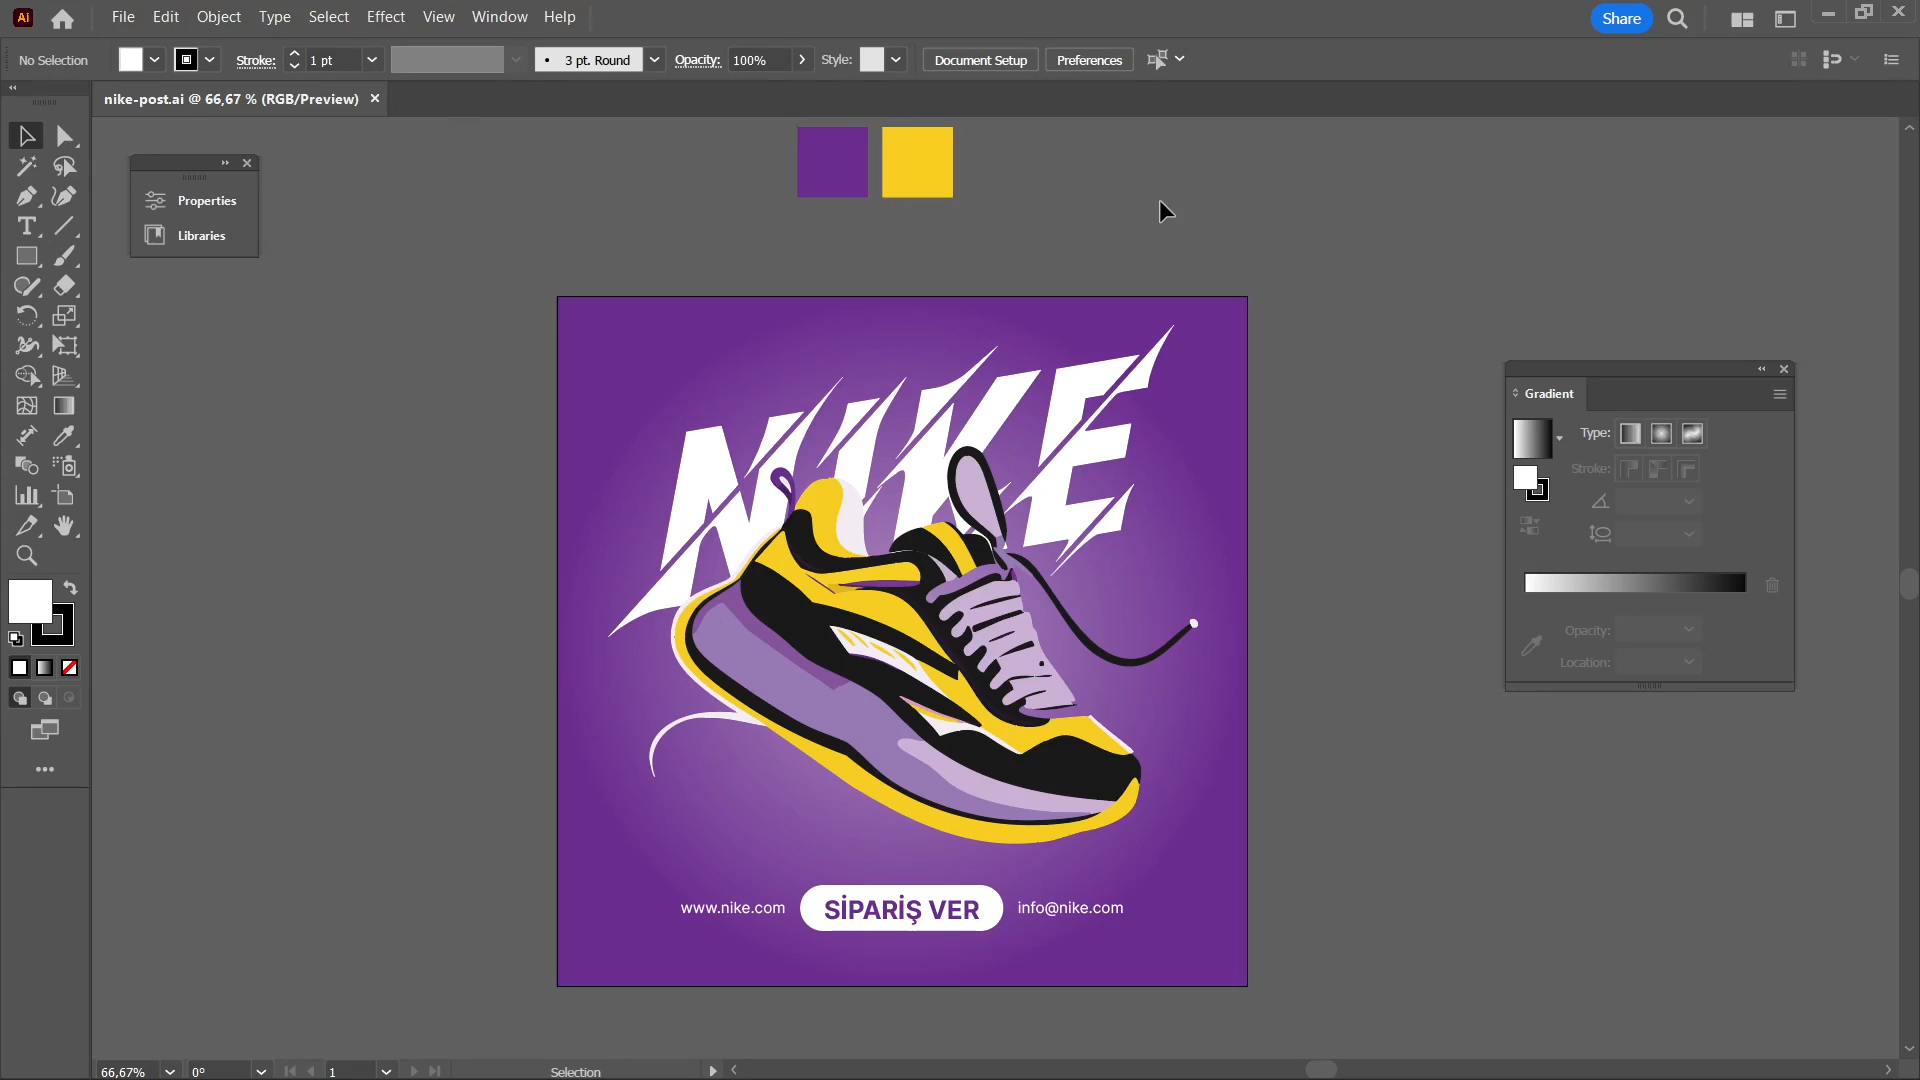 Ai File Edit Object Type Select Effect View Window Help Share
No Selection Stroke: 1 pt 3 pt. Round Opacity: 100% Style: Document Setup Preferences
nike-post.ai @ 66,67 % (RGB/Preview)
Properties
Libraries
Gradient
Type:
Stroke:
Opacity:
Location:
NIKE
www.nike.com SİPARİŞ VER info@nike.com
66,67% 0° 1 Selection